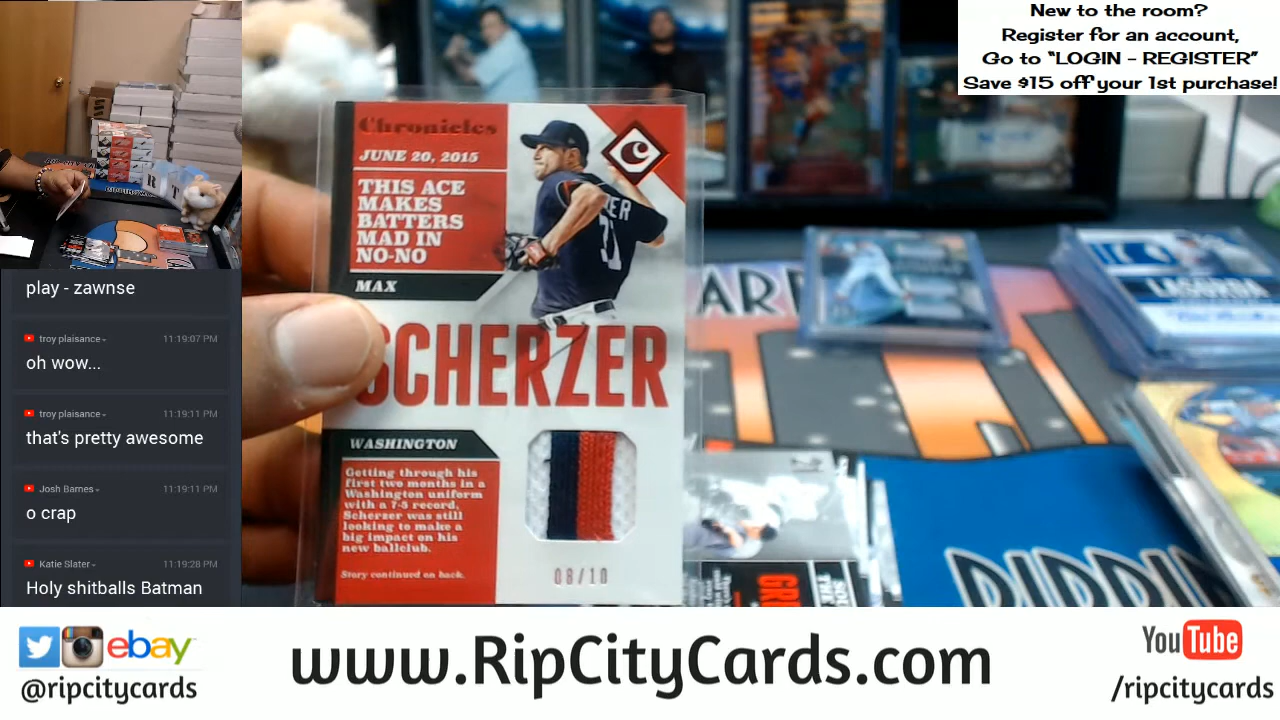 New to the room?
Register for an account,
Go to "LOGIN - REGISTER"
Save $15 off your 1st purchase!
Chronicles
JUNE 20, 2015
THIS ACE
MAKES
BATTERS
MAD IN
NO-NO
MAX
SCHERZER
WASHINGTON
Getting through his
first two months in a
Washington uniform
with a 7-5 record,
Scherzer was still
looking to make a
big impact on his
new ballclub.
Story continued on back.
08/10
C
ER
31
LASORDA
play - zawnse
troy plaisance
11:19:07 PM
oh wow...
troy plaisance
11:19:11 PM
that's pretty awesome
Josh Barnes
11:19:11 PM
o crap
Katie Slater
11:19:28 PM
Holy shitballs Batman
ebay
@ripcitycards
www.RipCityCards.com
YouTube
/ripcitycards